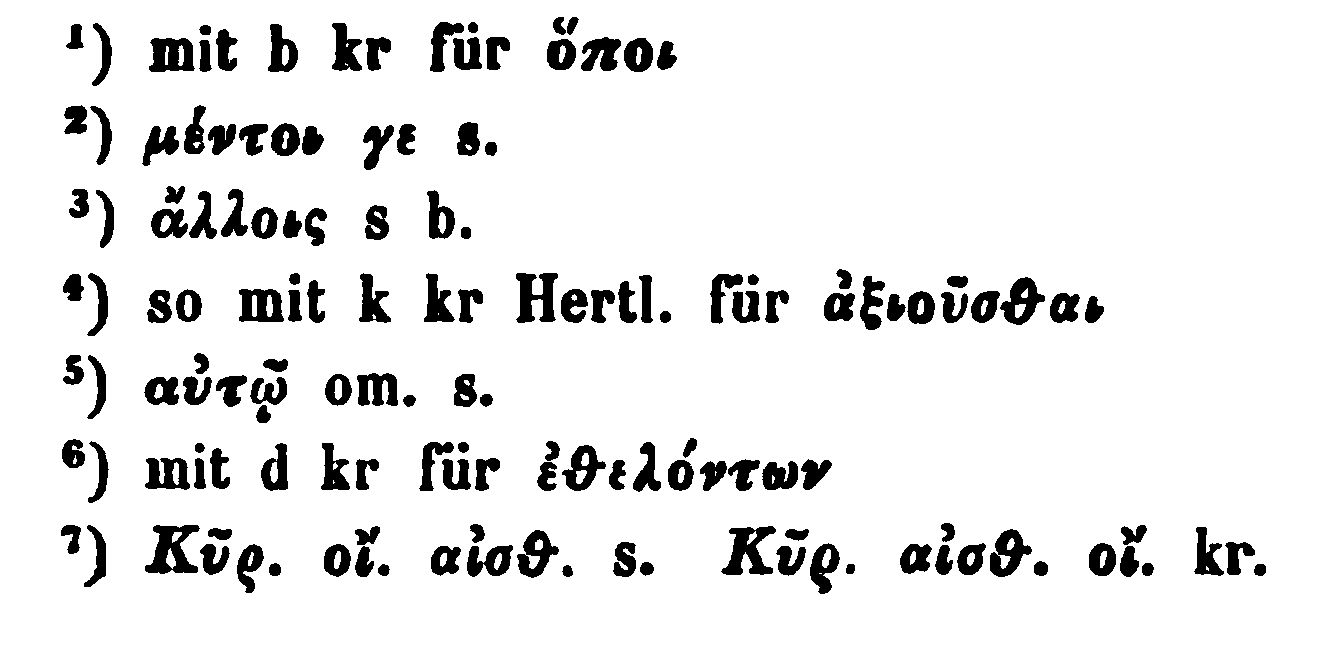 ¹) mit b kr für ὅποι
²) μέντοι γε s.
³) ἄλλοις s b.
⁴) so mit k kr Hertl. für ἀξιοῦσθαι
⁵) αὐτῷ om. s.
⁶) mit d kr für ἐθελόντων
⁷) Κῦρ. οἴ. αἰσθ. s. Κῦρ. αἰσθ. οἴ. kr.